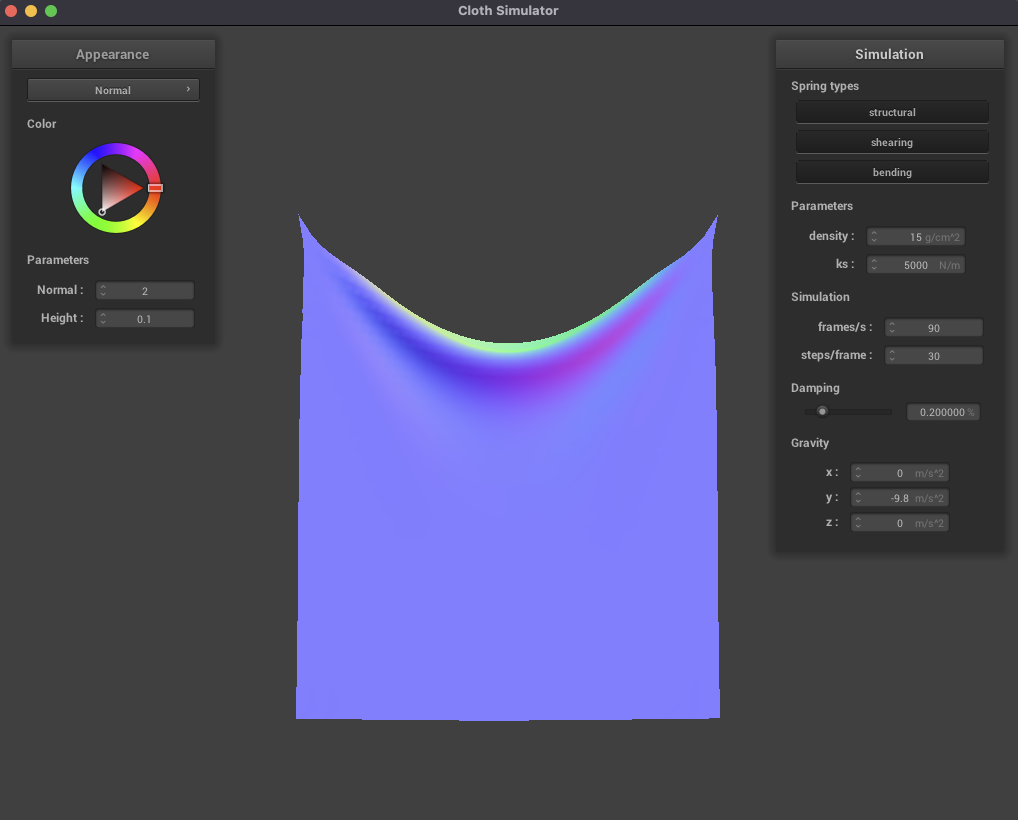 Cloth Simulator
Appearance
Normal ›
Color
Parameters
Normal : 2
Height : 0.1
Simulation
Spring types
structural
shearing
bending
Parameters
density : 15 g/cm^2
ks : 5000 N/m
Simulation
frames/s : 90
steps/frame : 30
Damping
0.200000 %
Gravity
x : 0 m/s^2
y : -9.8 m/s^2
z : 0 m/s^2